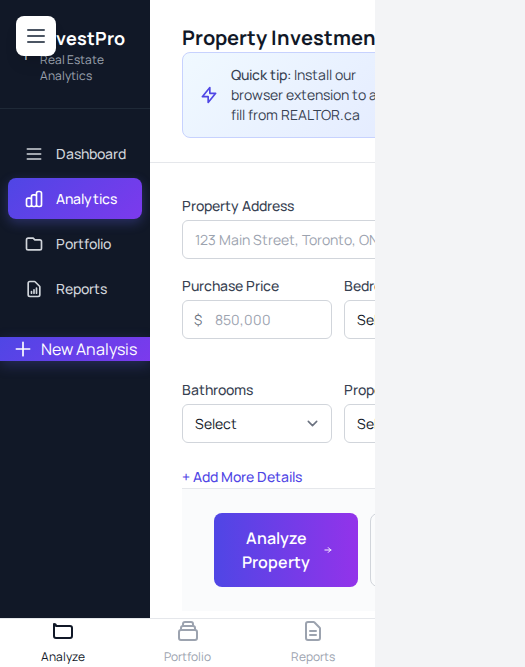 vestPro
Real Estate
Analytics
Dashboard
Analytics
Portfolio
Reports
New Analysis
Property Investmen
Quick tip: Install our
browser extension to a
fill from REALTOR.ca
Property Address
123 Main Street, Toronto, ON
Purchase Price
Bedr
$ 850,000
Se
Bathrooms
Prop
Select
Se
+ Add More Details
Analyze
Property
Analyze
Portfolio
Reports